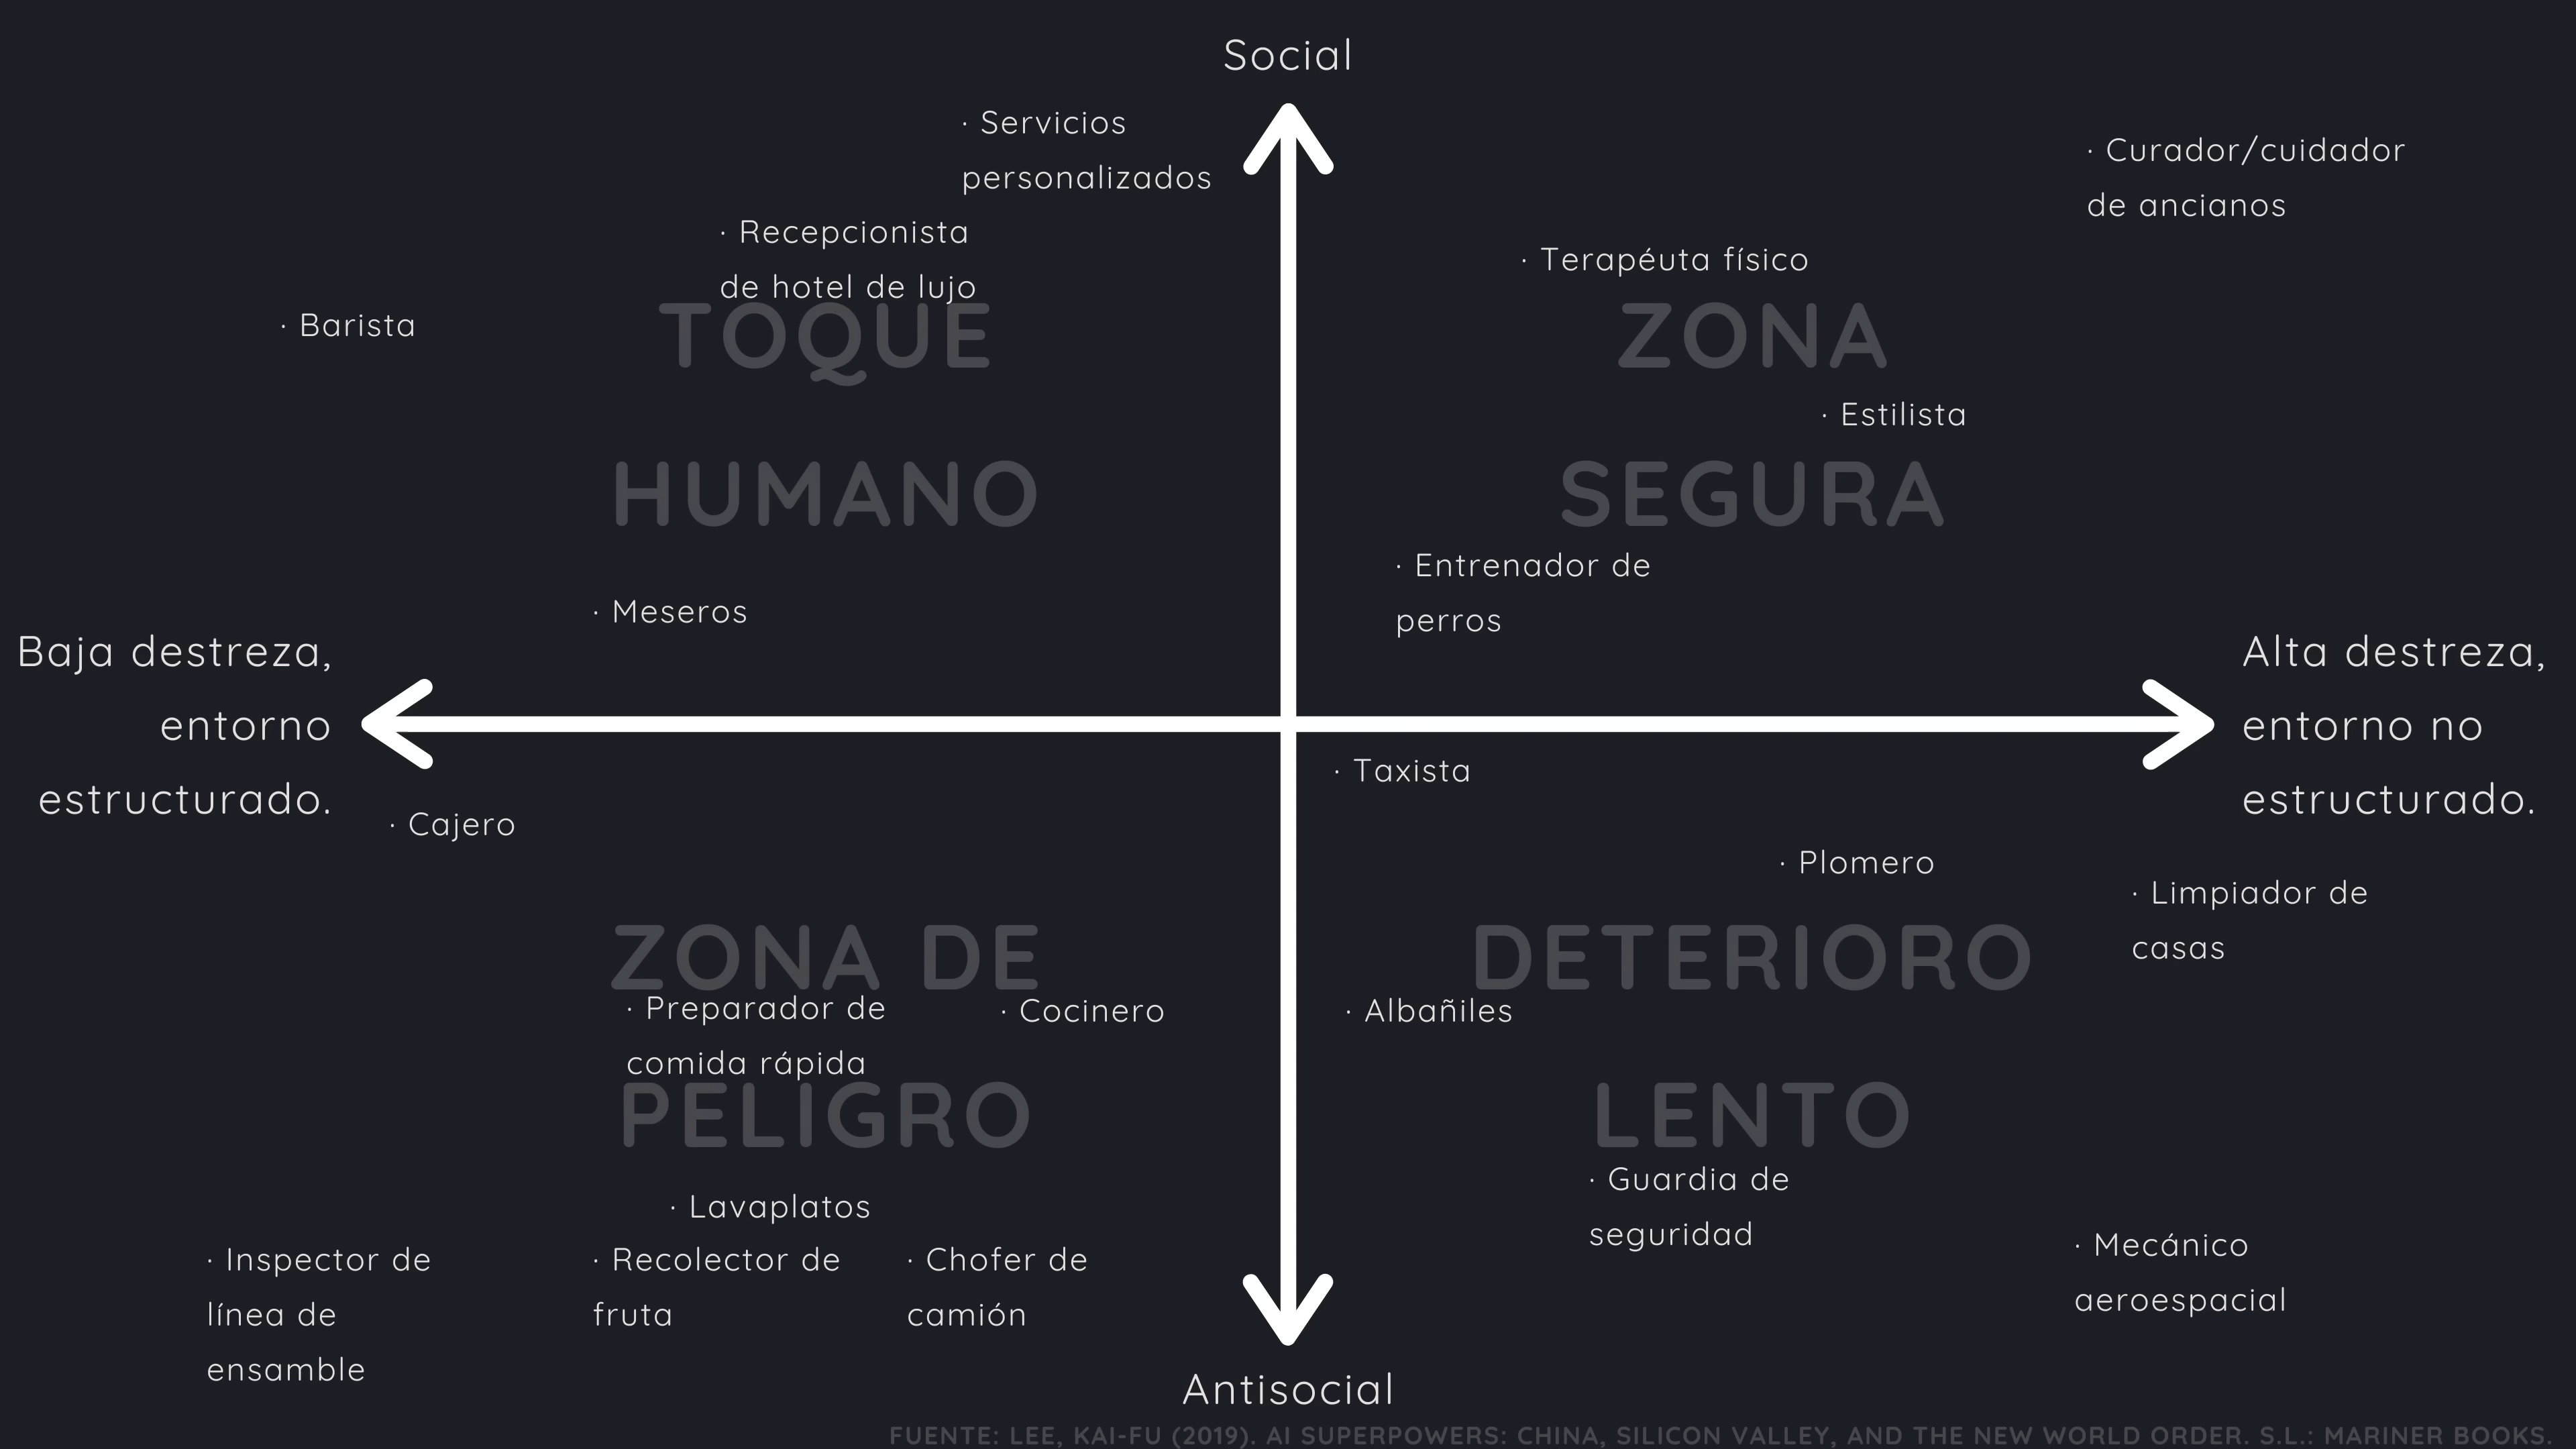 Social
· Servicios
personalizados
· Recepcionista
de hotel de lujo
· Barista
TOQUE
HUMANO
· Meseros
· Curador/cuidador
de ancianos
· Terapéuta físico
ZONA
· Estilista
SEGURA
· Entrenador de
perros
Baja destreza,
entorno
estructurado.
Alta destreza,
entorno no
estructurado.
· Cajero
ZONA DE
· Preparador de
comida rápida
· Cocinero
PELIGRO
· Lavaplatos
· Inspector de
línea de
ensamble
· Recolector de
fruta
· Chofer de
camión
· Taxista
· Plomero
· Limpiador de
casas
DETERIORO
· Albañiles
LENTO
· Guardia de
seguridad
· Mecánico
aeroespacial
Antisocial
FUENTE: LEE, KAI-FU (2019). AI SUPERPOWERS: CHINA, SILICON VALLEY, AND THE NEW WORLD ORDER. S.L.: MARINER BOOKS.